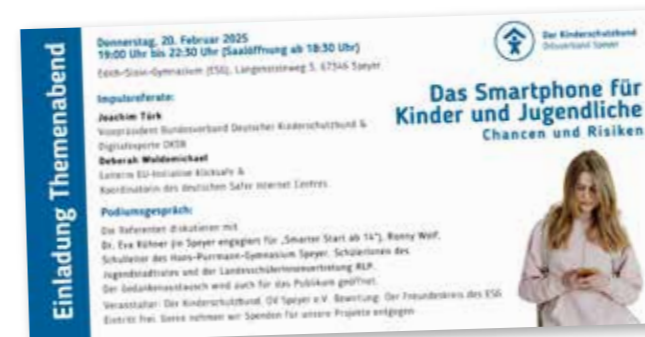 Einladung Themenabend
Donnerstag, 20. Februar 2025
19:00 Uhr bis 22:30 Uhr (Saalöffnung ab 18:30 Uhr)
Edith-Stein-Gymnasium (ESG), 5, 67346 Speyer
Impulsreferate:
Joachim Türk
Vizepräsident Bundesverband Deutscher Kinderschutzbund &
Digitalexperte DKSB
Deborah Woldemichael
Leiterin EU-Initiative klicksafe &
Koordinatorin des deutschen Safer Internet Centres
Podiumsgespräch:
Die Referenten diskutieren mit
Dr. Eva (in Speyer engagiert für „Smarter Start ab 14"), Ronny Wolf,
Schulleiter des Hans-Purrmann-Gymnasium Speyer, Schülerinnen des
Jugendstadtrates und der RLP.
Der Gedankenaustausch wird auch für das Publikum geöffnet.
Veranstalter: Der Kinderschutzbund, OV Speyer e.V. Bewirtung: Der Freundeskreis des ESG
Eintritt frei. Gerne nehmen wir Spenden für unsere Projekte entgegen
Der Kinderschutzbund
Ortsverband Speyer
Das Smartphone für
Kinder und Jugendliche
Chancen und Risiken